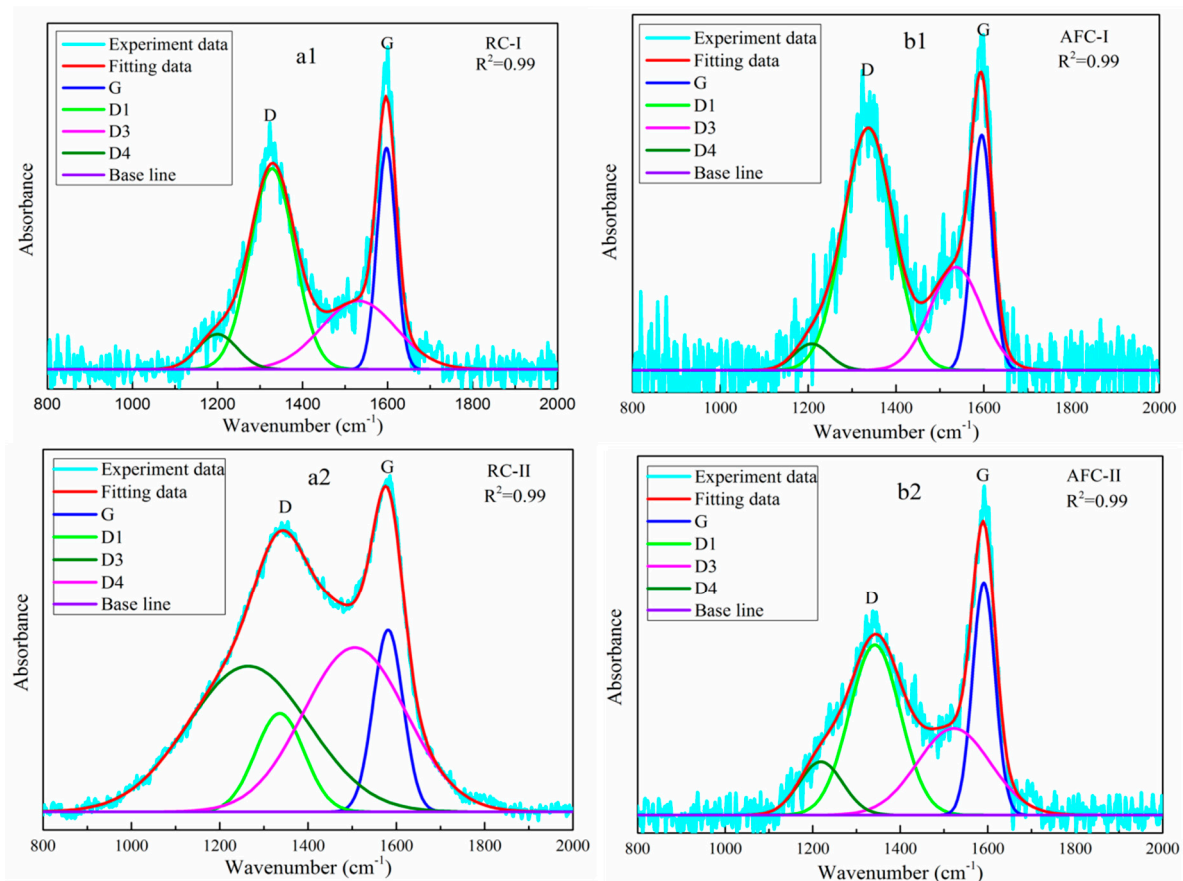 Experiment data
Fitting data
G
D1
D3
D4
Base line
a1
RC-I
R²=0.99
D
G
Absorbance
800 1000 1200 1400 1600 1800 2000
Wavenumber (cm⁻¹)
Experiment data
Fitting data
G
D1
D3
D4
Base line
b1
AFC-I
R²=0.99
D
G
Absorbance
800 1000 1200 1400 1600 1800 2000
Wavenumber (cm⁻¹)
Experiment data
Fitting data
G
D1
D3
D4
Base line
a2
RC-II
R²=0.99
D
G
Absorbance
800 1000 1200 1400 1600 1800 2000
Wavenumber (cm⁻¹)
Experiment data
Fitting data
G
D1
D3
D4
Base line
b2
AFC-II
R²=0.99
D
G
Absorbance
800 1000 1200 1400 1600 1800 2000
Wavenumber (cm⁻¹)